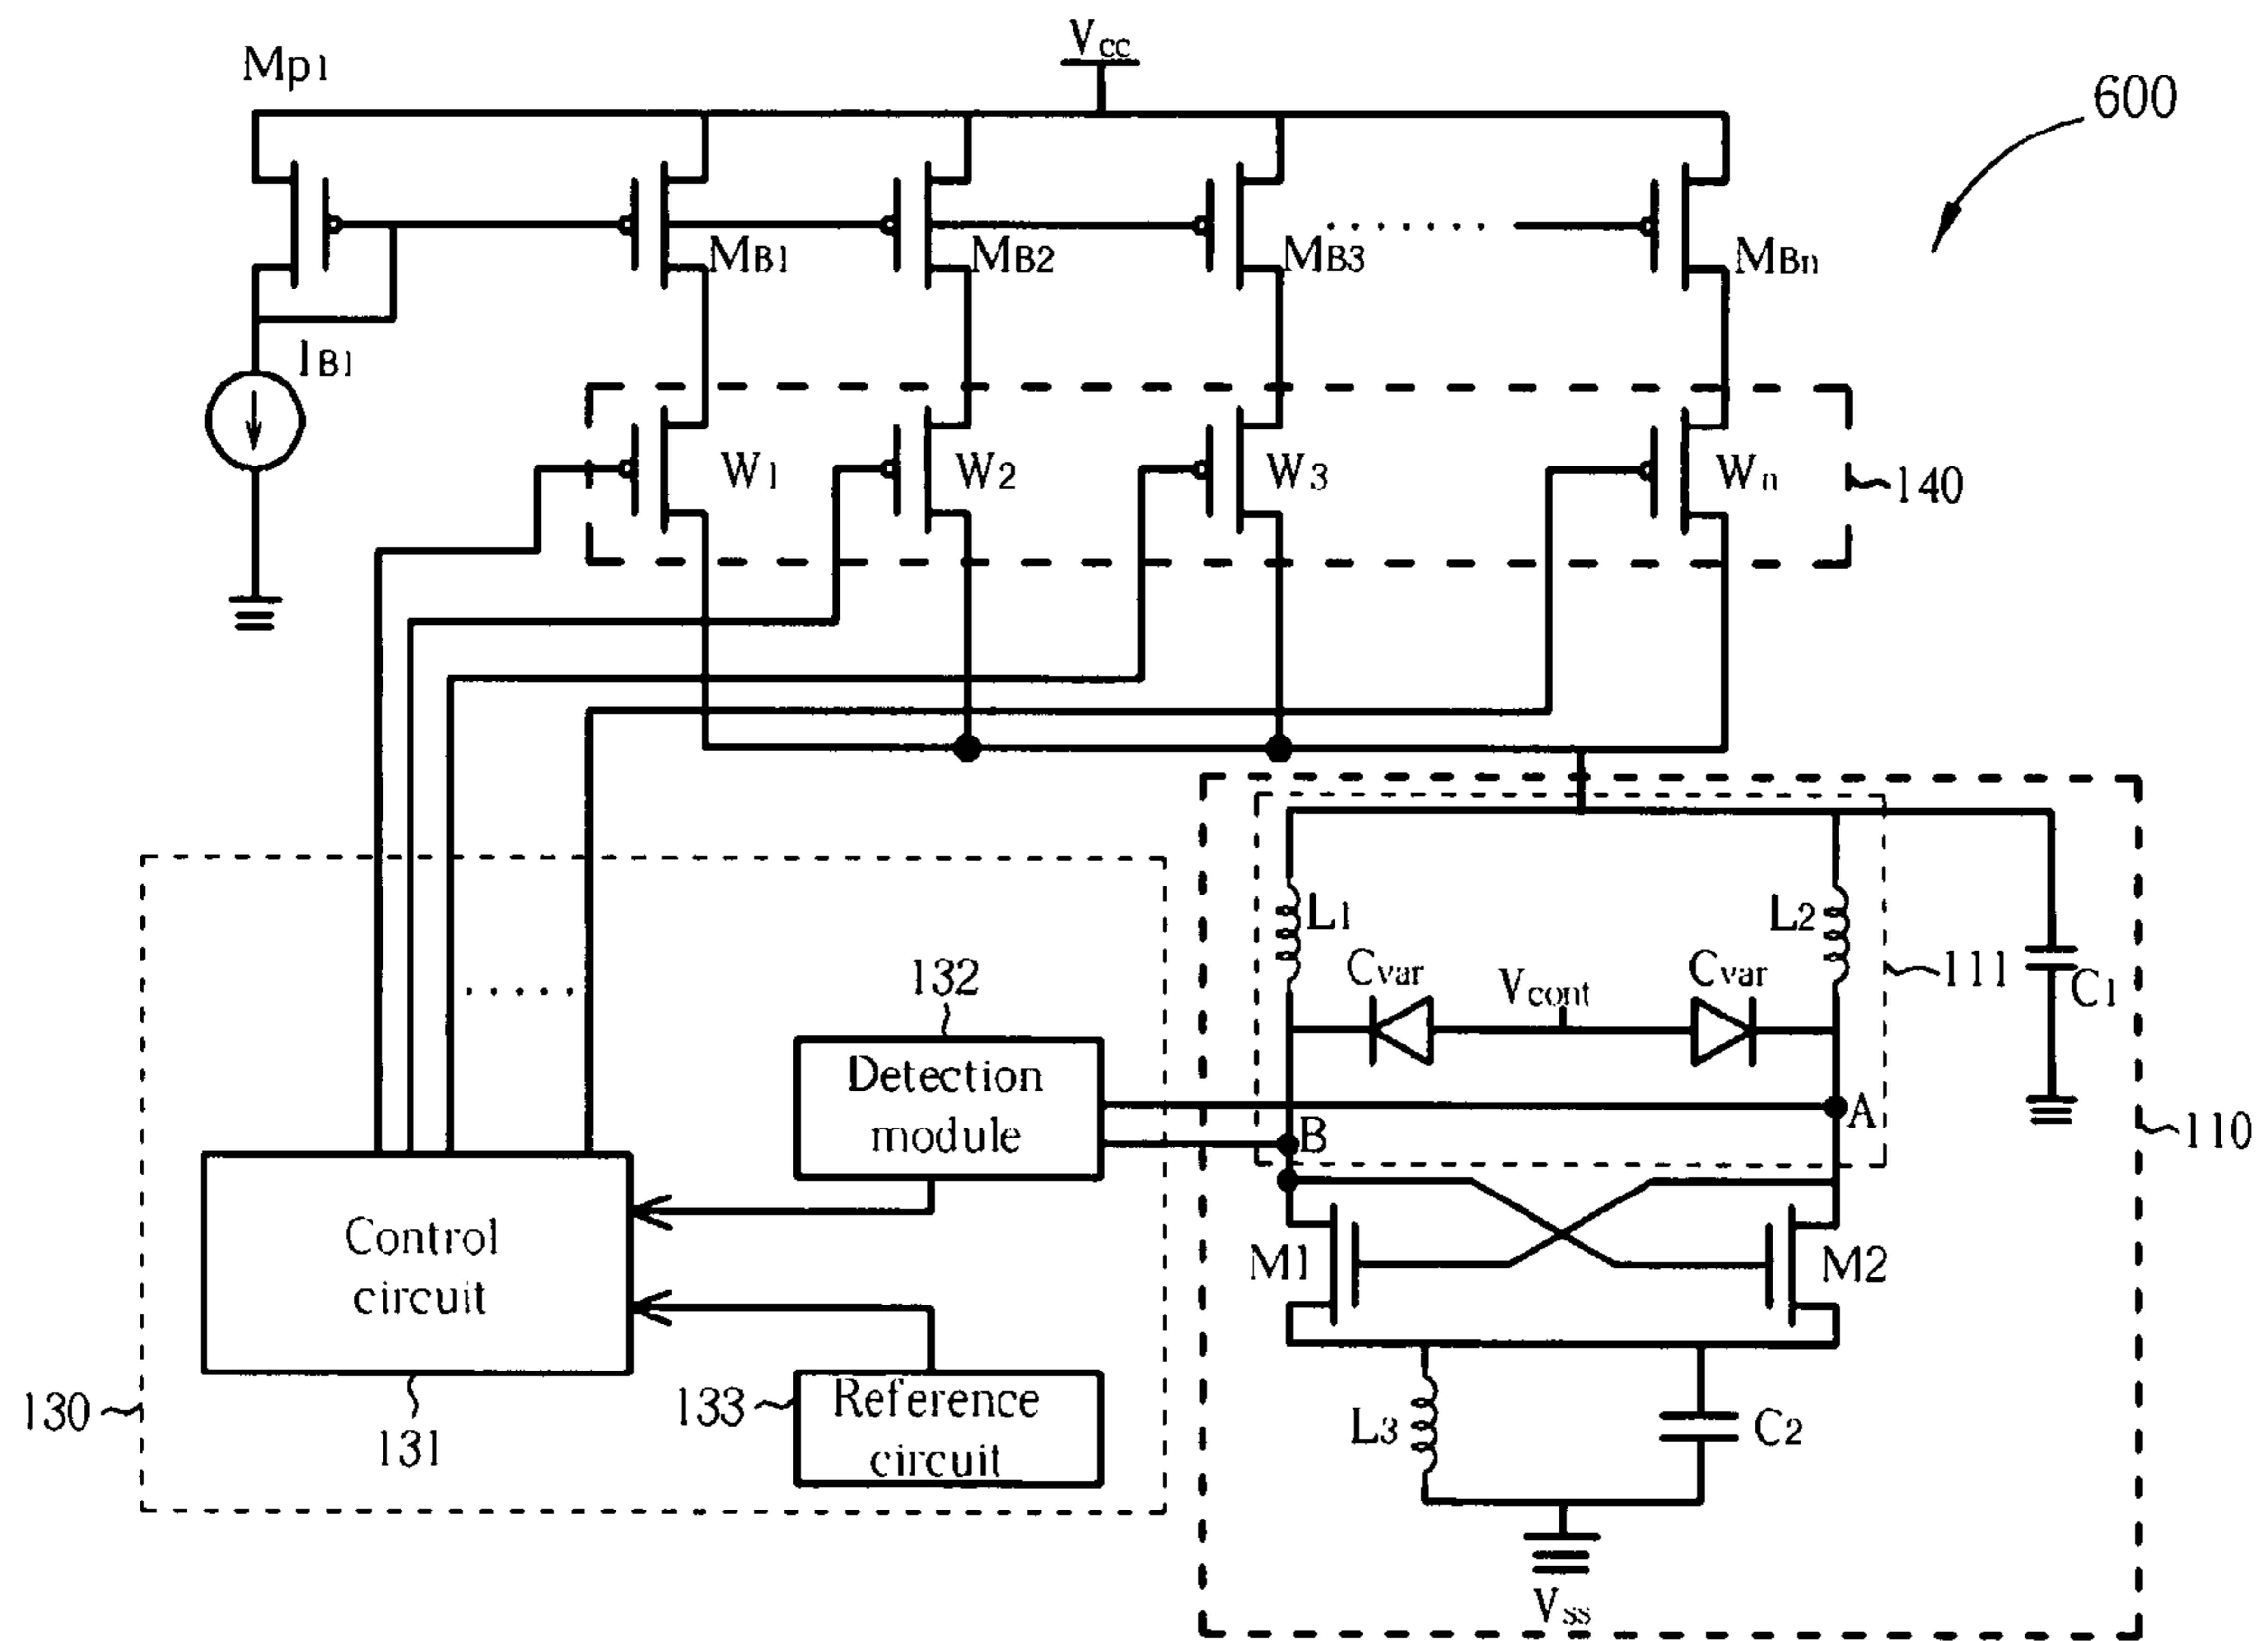 Vcc
Mp1
600
MB1
MB2
MB3
. . . . . . .
MBn
IB1
W1
W2
W3
Wn
140
L1
L2
Cvar
Vcont
Cvar
111
C1
132
. . . . .
Detection
module
A
B
110
Control
circuit
M1
M2
130
131
133
Reference
circuit
L3
C2
Vss